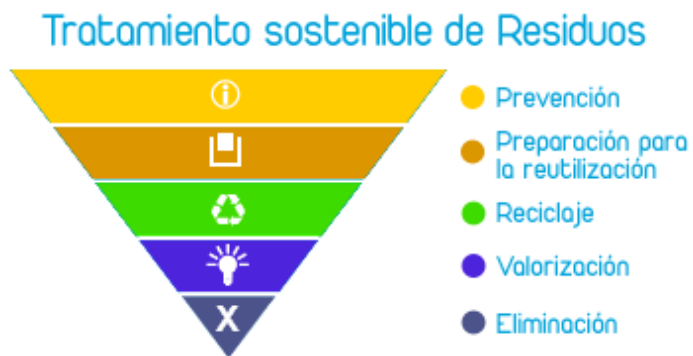 Tratamiento sostenible de Residuos
Prevención
Preparación para
la reutilización
Reciclaje
Valorización
X
Eliminación